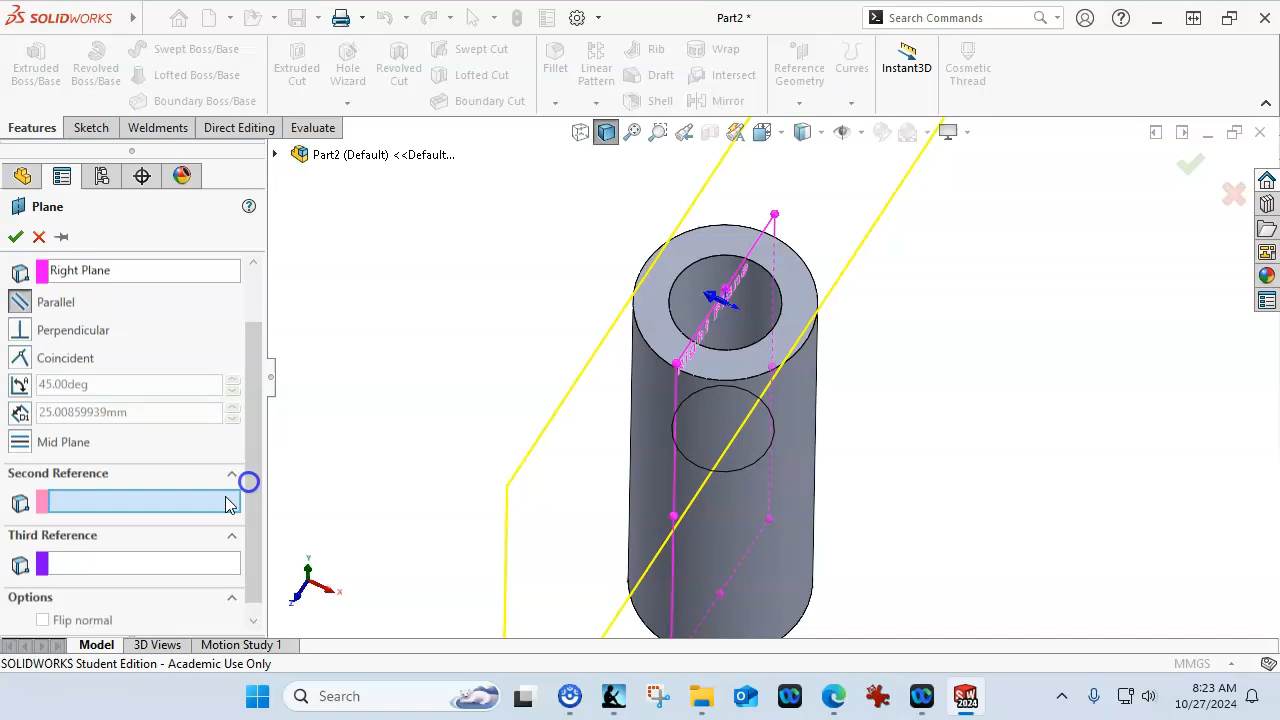 SOLIDWORKS
Part2 *
Search Commands
Extruded Boss/Base
Revolved Boss/Base
Swept Boss/Base
Lofted Boss/Base
Boundary Boss/Base
Extruded Cut
Hole Wizard
Revolved Cut
Swept Cut
Lofted Cut
Boundary Cut
Fillet
Linear Pattern
Rib
Draft
Shell
Wrap
Intersect
Mirror
Reference Geometry
Curves
Instant3D
Cosmetic Thread
Features
Sketch
Weldments
Direct Editing
Evaluate
Part2 (Default) <<Default...
Plane
Right Plane
Parallel
Perpendicular
Coincident
45.00deg
25.00859939mm
Mid Plane
Second Reference
Third Reference
Options
Flip normal
Y
X
Z
Model
3D Views
Motion Study 1
SOLIDWORKS Student Edition - Academic Use Only
MMGS
Search
SW
2024
8:23 AM
10/27/2024